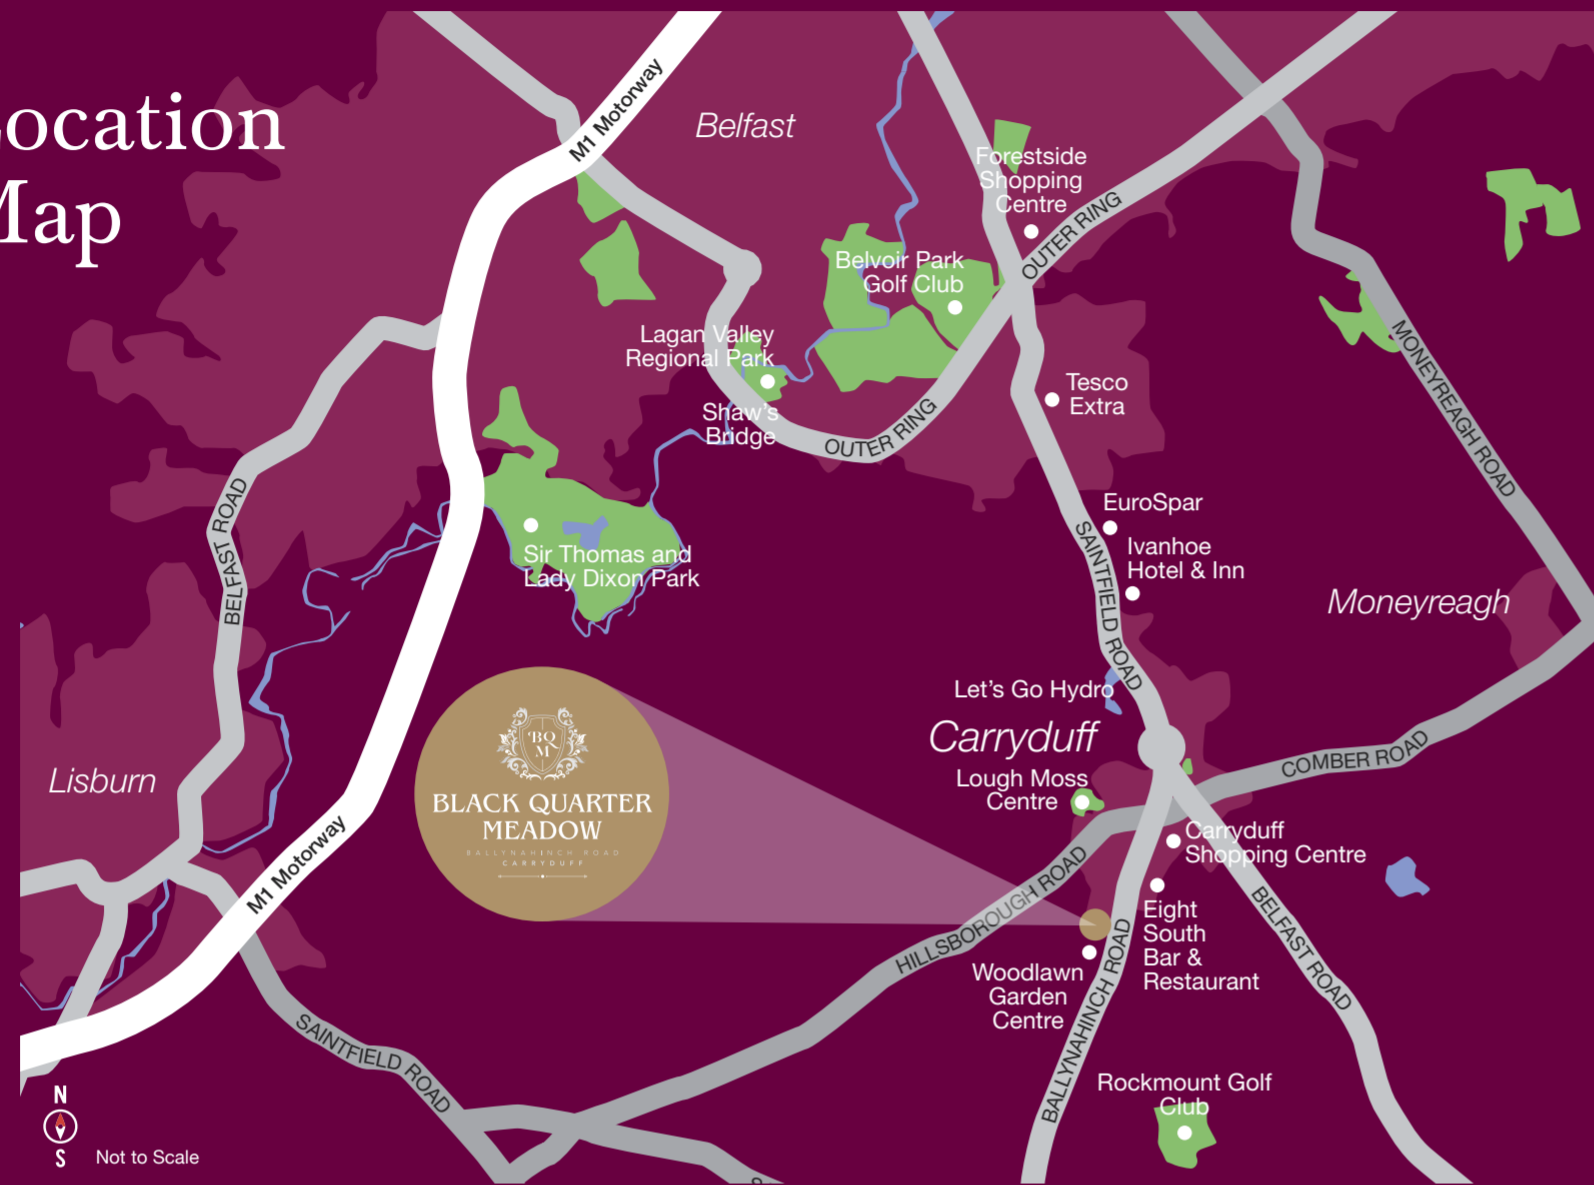 ocation
Map
M1 Motorway
Belfast
Forestside
Shopping
Centre
OUTER RING
Belvoir Park
Golf Club
Lagan Valley
Regional Park
Shaw's
Bridge
OUTER RING
Tesco
Extra
MONEYREAGH ROAD
BELFAST ROAD
EuroSpar
Ivanhoe
Hotel & Inn
SAINTFIELD ROAD
Sir Thomas and
Lady Dixon Park
Moneyreagh
Let's Go Hydro
Carryduff
Lisburn
COMBER ROAD
Lough Moss
Centre
BQ
M
BLACK QUARTER
MEADOW
BALLYNAHINCH ROAD
CARRYDUFF
Carryduff
Shopping Centre
M1 Motorway
HILLSBOROUGH ROAD
Eight
South
Bar &
Restaurant
BELFAST ROAD
Woodlawn
Garden
Centre
BALLYNAHINCH ROAD
SAINTFIELD ROAD
Rockmount Golf
Club
N
S
Not to Scale